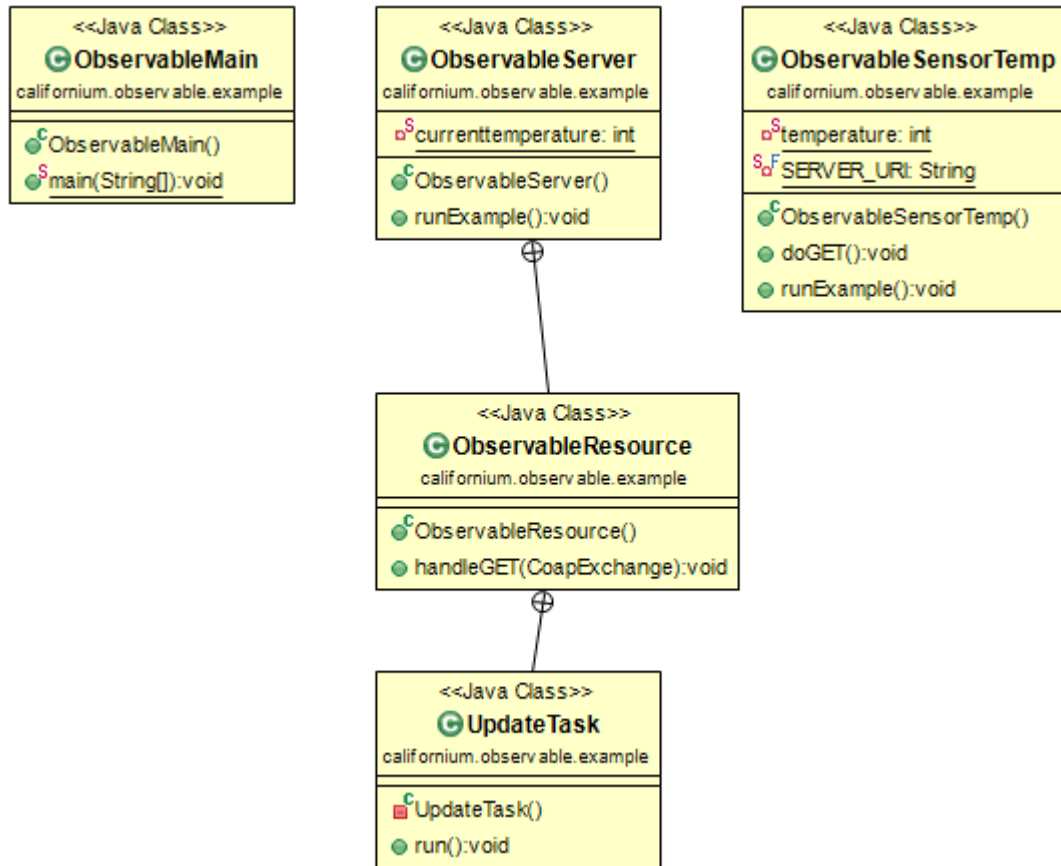 <<Java Class>>
ObservableMain
californium.observable.example
ObservableMain()
main(String[]):void
<<Java Class>>
ObservableServer
californium.observable.example
currenttemperature: int
ObservableServer()
runExample():void
<<Java Class>>
ObservableSensorTemp
californium.observable.example
temperature: int
SERVER_URI: String
ObservableSensorTemp()
doGET():void
runExample():void
<<Java Class>>
ObservableResource
californium.observable.example
ObservableResource()
handleGET(CoapExchange):void
<<Java Class>>
UpdateTask
californium.observable.example
UpdateTask()
run():void